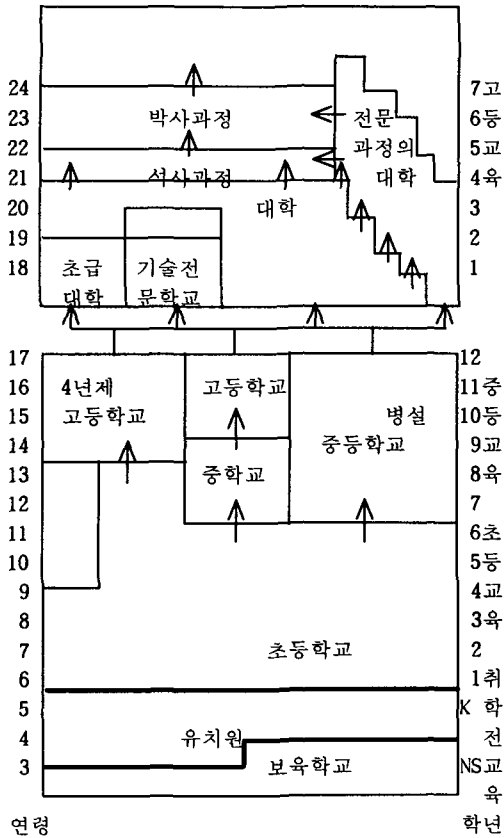 24 7고
23 박사과정 전문 6등
22 과정의 5교
21 석사과정 대학 4육
20 대학 3
19 2
18 초급 기술전 1
대학 문학교
17 12
16 4년제 고등학교 11중
15 고등학교 병설 10등
14 중등학교 9교
13 중학교 8육
12 7
11 6초
10 5등
9 4교
8 3육
7 초등학교 2
6 1취
5 K 학
4 유치원 전
3 보육학교 NS교
육
연령 학년